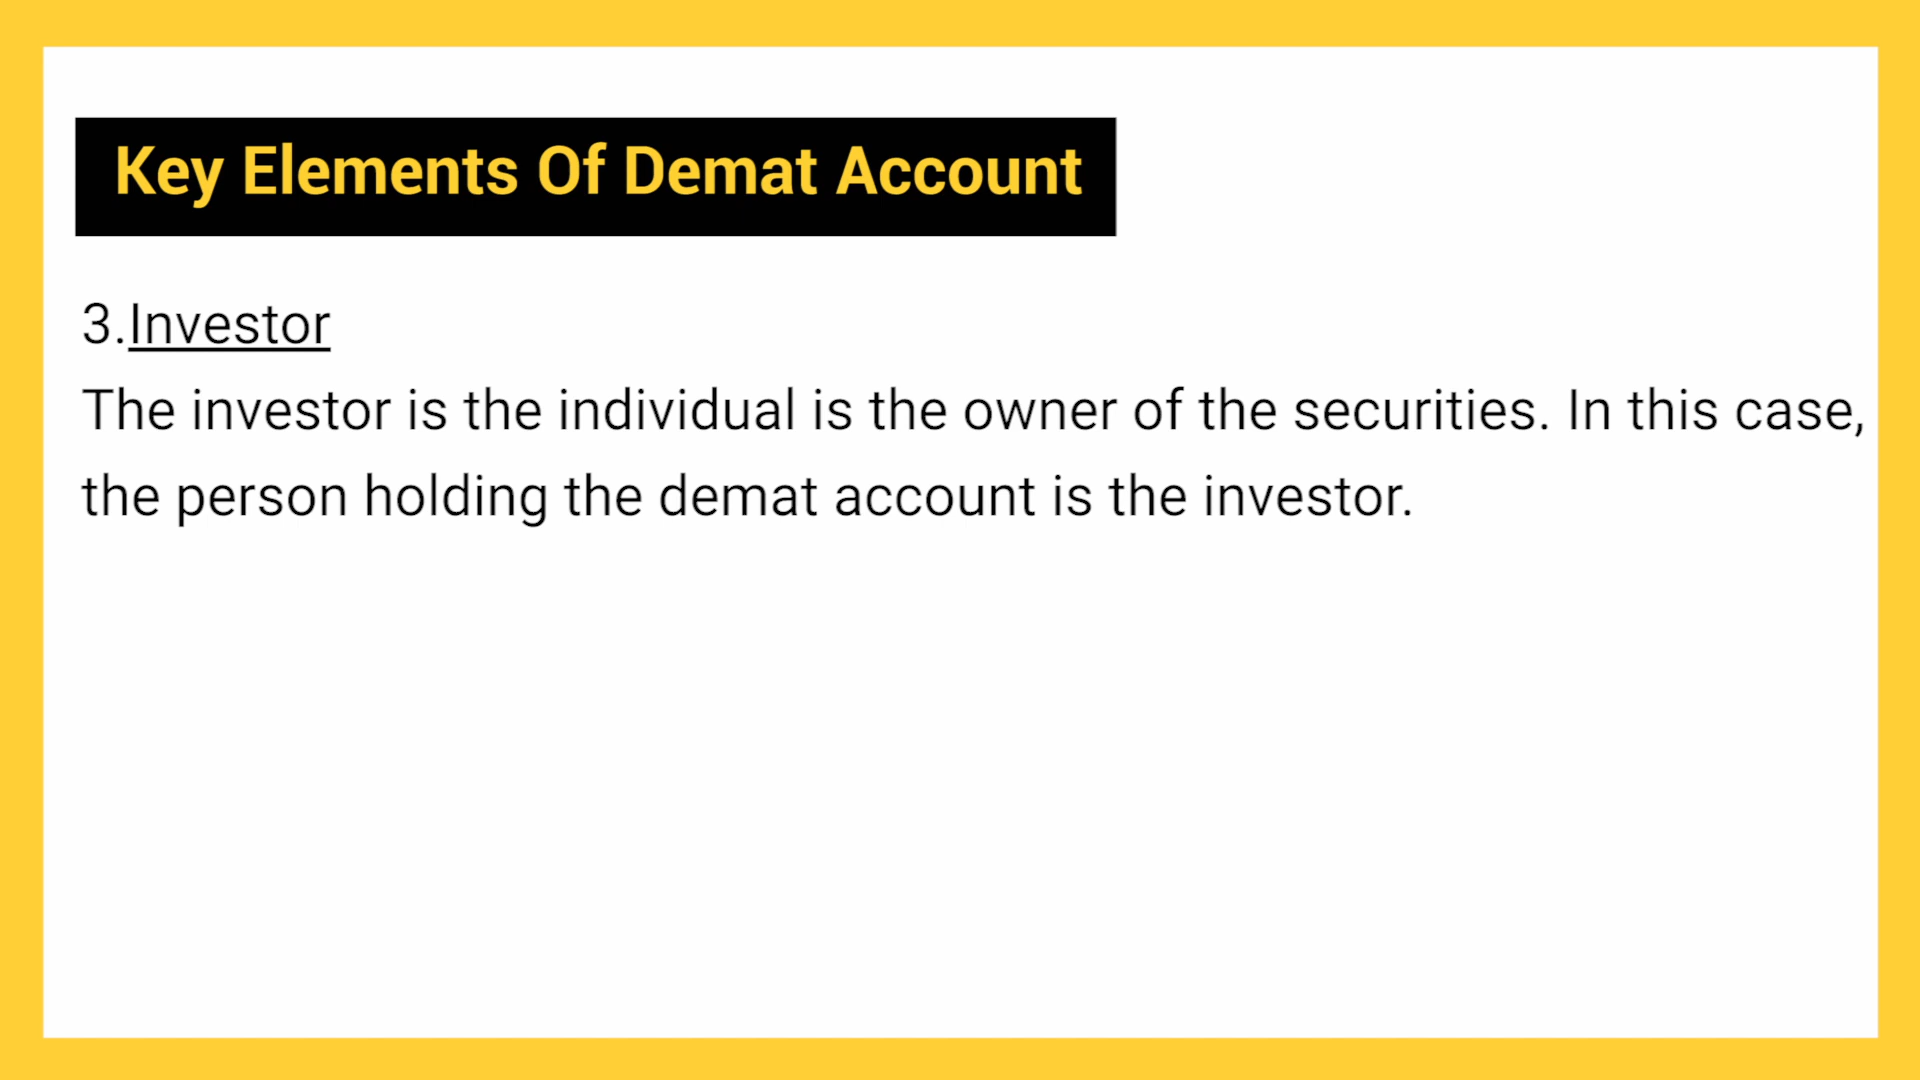 Key Elements Of Demat Account
3.Investor
The investor is the individual is the owner of the securities. In this case,
the person holding the demat account is the investor.